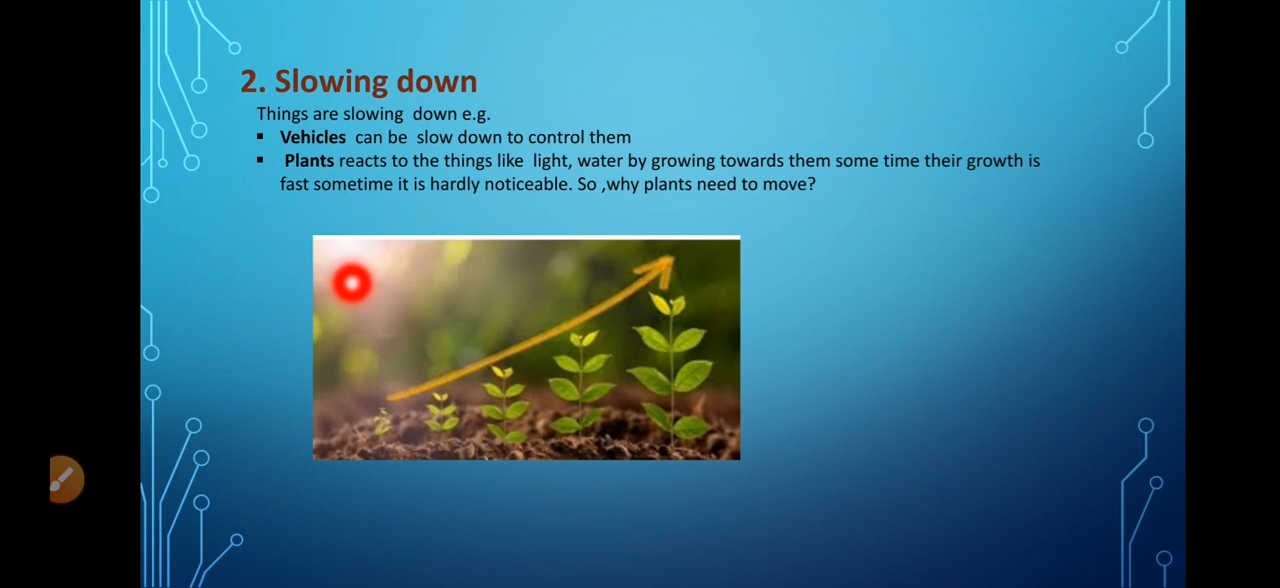 2. Slowing down
Things are slowing down e.g.
▪ Vehicles can be slow down to control them
▪ Plants reacts to the things like light, water by growing towards them some time their growth is
fast sometime it is hardly noticeable. So ,why plants need to move?